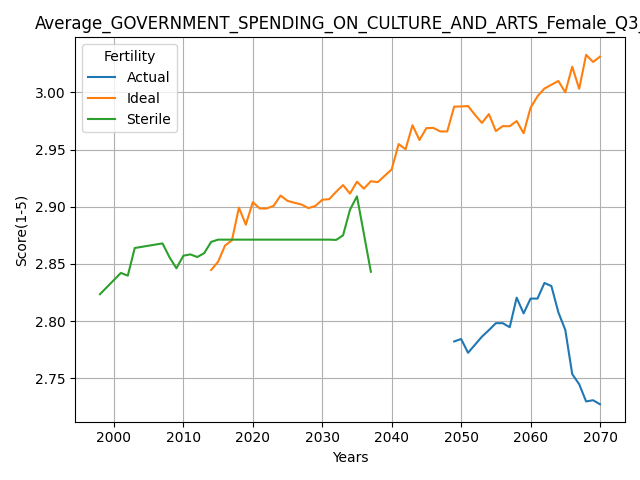 Average_GOVERNMENT_SPENDING_ON_CULTURE_AND_ARTS_Female_Q3_
Fertility
Actual
Ideal
Sterile
Score(1-5)
3.00
2.95
2.90
2.85
2.80
2.75
2000 2010 2020 2030 2040 2050 2060 2070
Years